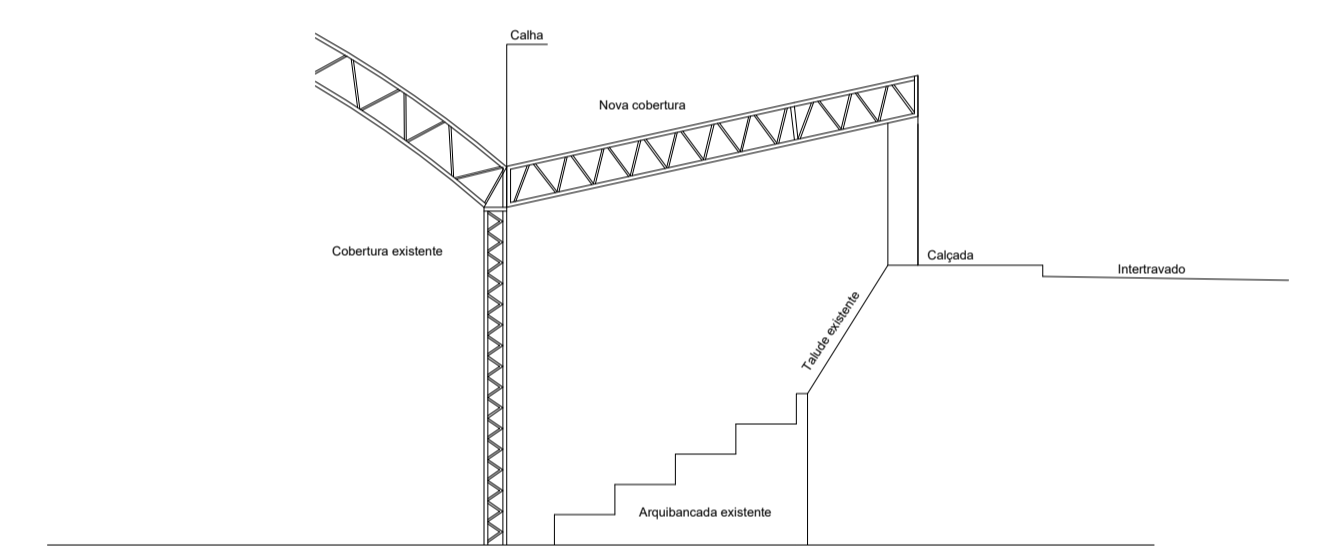 Calha
Nova cobertura
Cobertura existente
Calçada
Intertravado
Talude existente
Arquibancada existente